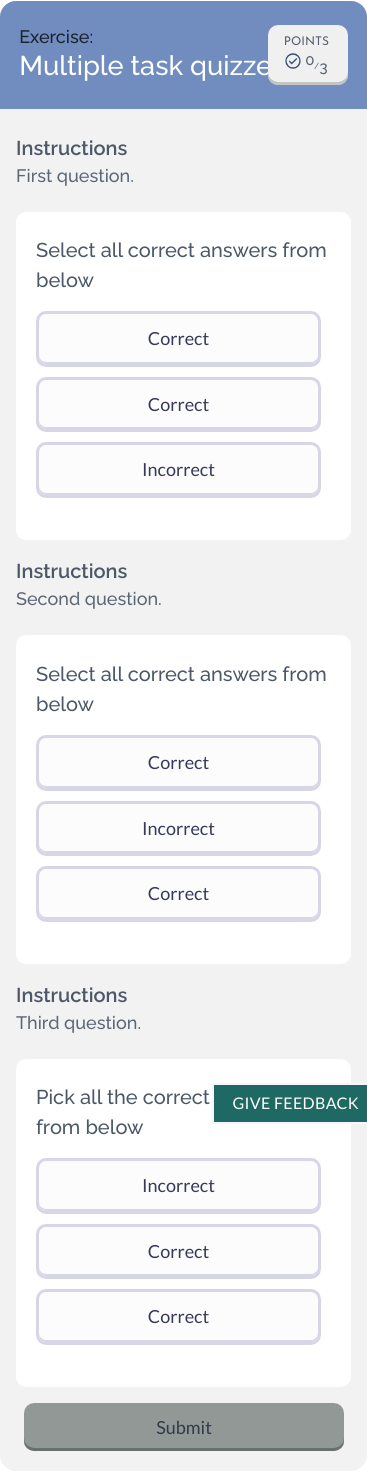 Exercise:
Multiple task quizze
POINTS
0/3
Instructions
First question.
Select all correct answers from
below
Correct
Correct
Incorrect
Instructions
Second question.
Select all correct answers from
below
Correct
Incorrect
Correct
Instructions
Third question.
Pick all the correct
GIVE FEEDBACK
from below
Incorrect
Correct
Correct
Submit